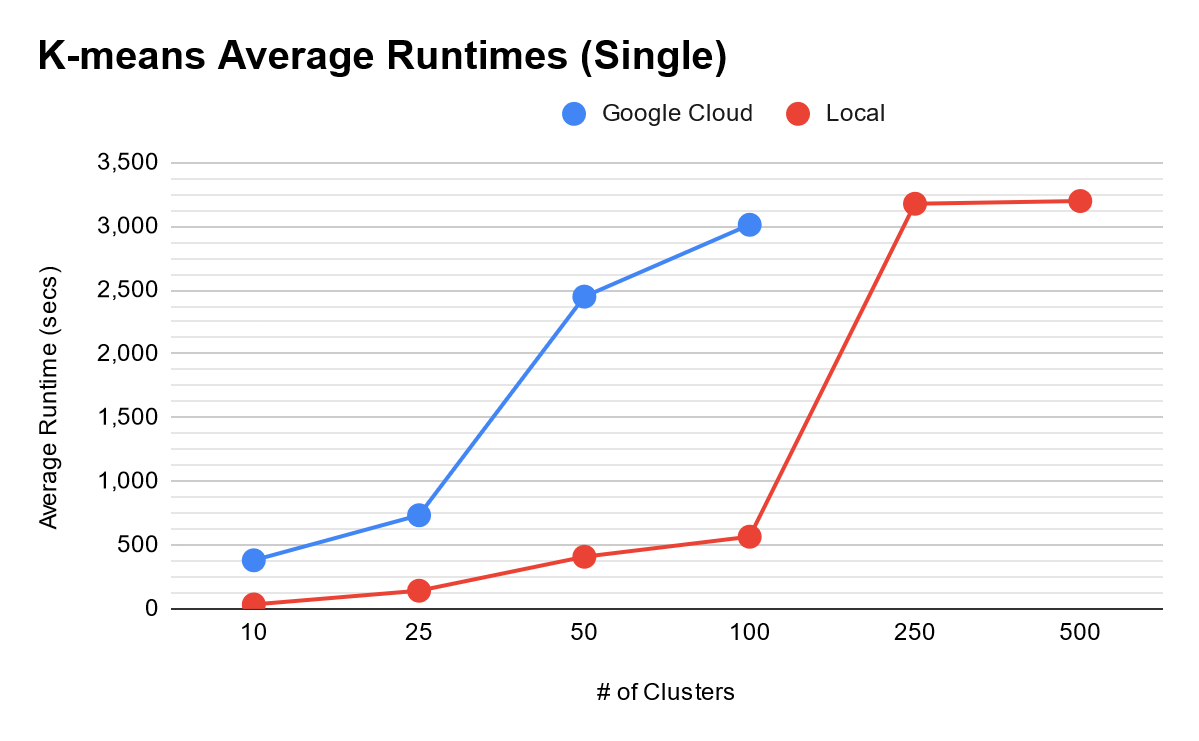 K-means Average Runtimes (Single)
Google Cloud
Local
3,500
3,000
2,500
2,000
1,500
1,000
500
0
Average Runtime (secs)
10
25
50
100
250
500
# of Clusters